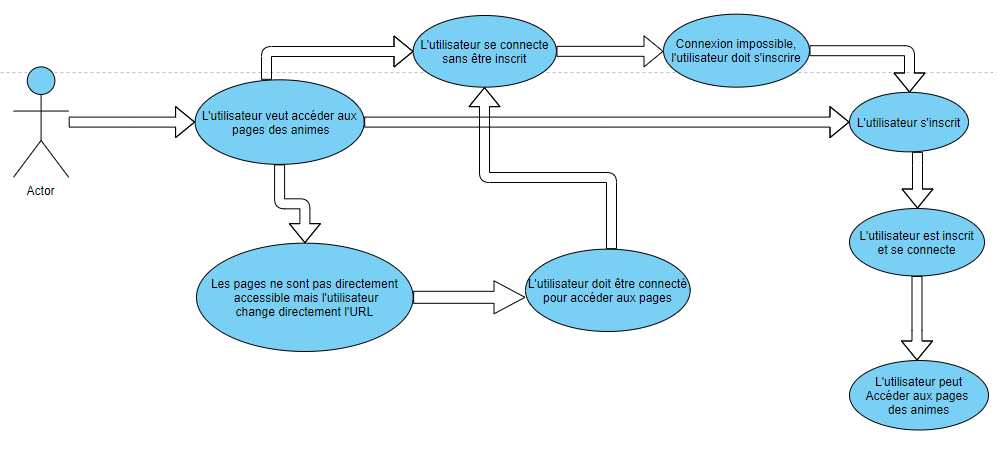 L'utilisateur se connecte
sans être inscrit
Connexion impossible,
l'utilisateur doit s'inscrire
L'utilisateur veut accéder aux
pages des animes
L'utilisateur s'inscrit
Actor
L'utilisateur est inscrit
et se connecte
Les pages ne sont pas directement
accessible mais l'utilisateur
change directement l'URL
L'utilisateur doit être connecté
pour accéder aux pages
L'utilisateur peut
Accéder aux pages
des animes